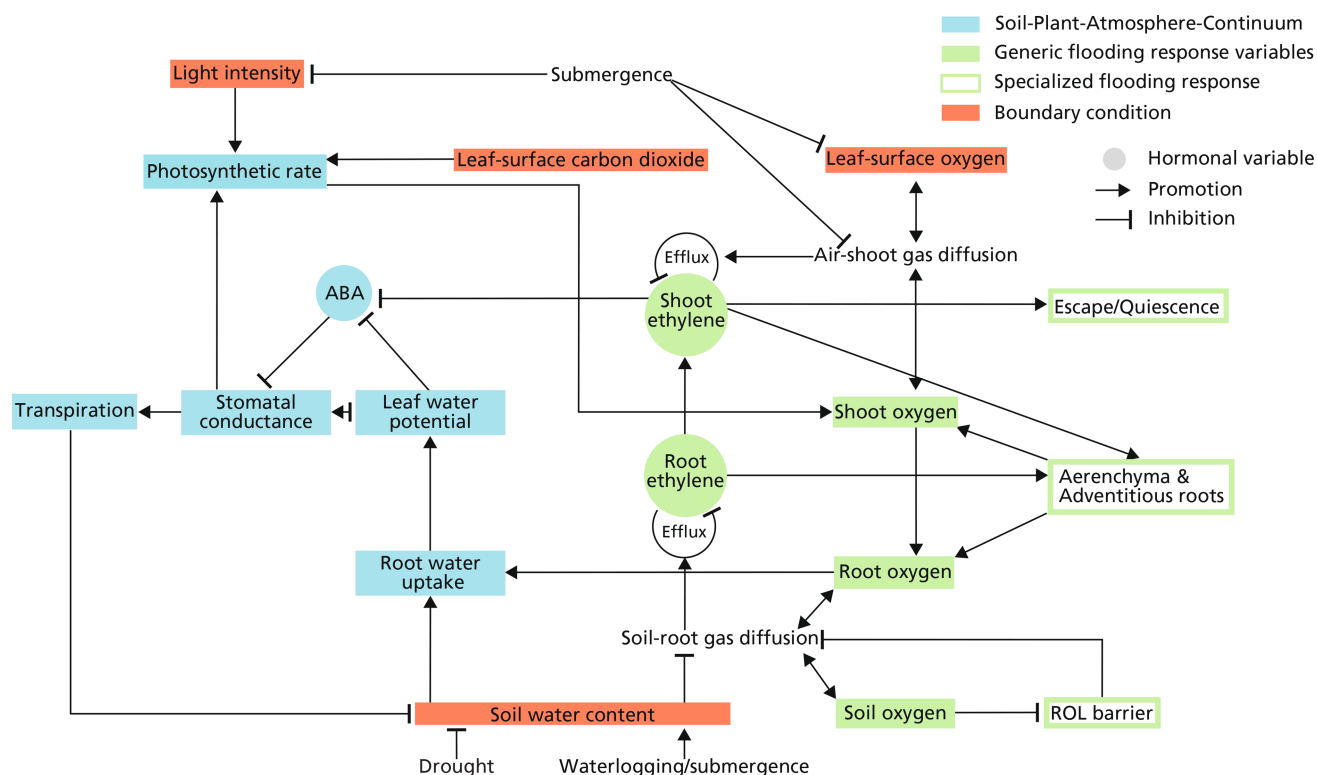 Soil-Plant-Atmosphere-Continuum
Generic flooding response variables
Specialized flooding response
Boundary condition
Hormonal variable
Promotion
Inhibition
Light intensity
Submergence
Photosynthetic rate
Leaf-surface carbon dioxide
Leaf-surface oxygen
Efflux
Air-shoot gas diffusion
ABA
Shoot
ethylene
Escape/Quiescence
Transpiration
Stomatal
conductance
Leaf water
potential
Shoot oxygen
Root
ethylene
Aerenchyma &
Adventitious roots
Efflux
Root water
uptake
Root oxygen
Soil-root gas diffusion
Soil water content
Soil oxygen
ROL barrier
Drought
Waterlogging/submergence